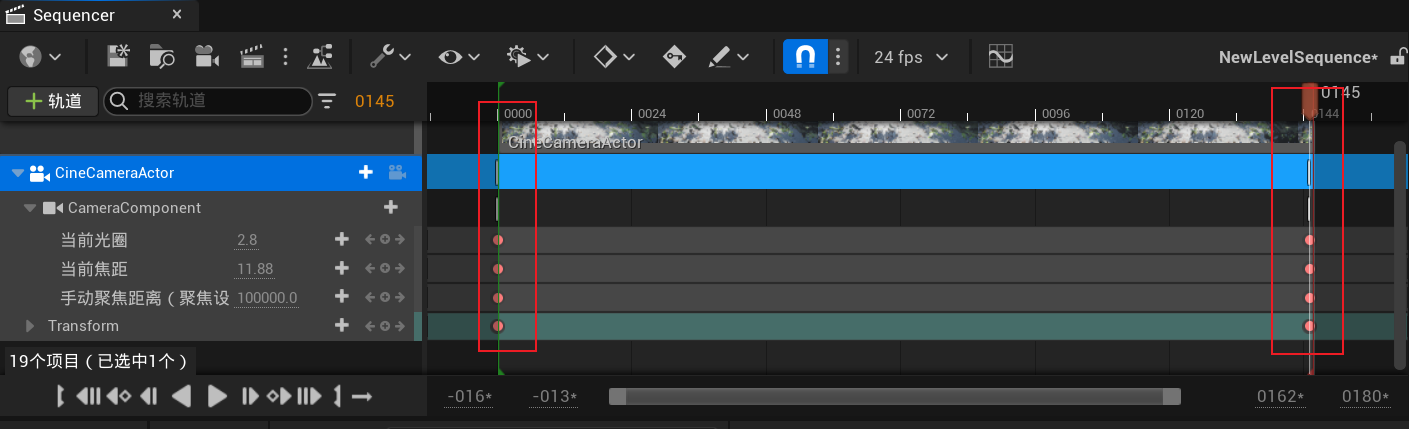 Sequencer ×
24 fps NewLevelSequence*
轨道 搜索轨道 0145
0145
0000 0024 0048 0072 0096 0120 0144
CineCameraActor
CineCameraActor
CameraComponent
当前光圈 2.8
当前焦距 11.88
手动聚焦距离（聚焦设 100000.0
Transform
19个项目（已选中1个）
-016* -013* 0162* 0180*